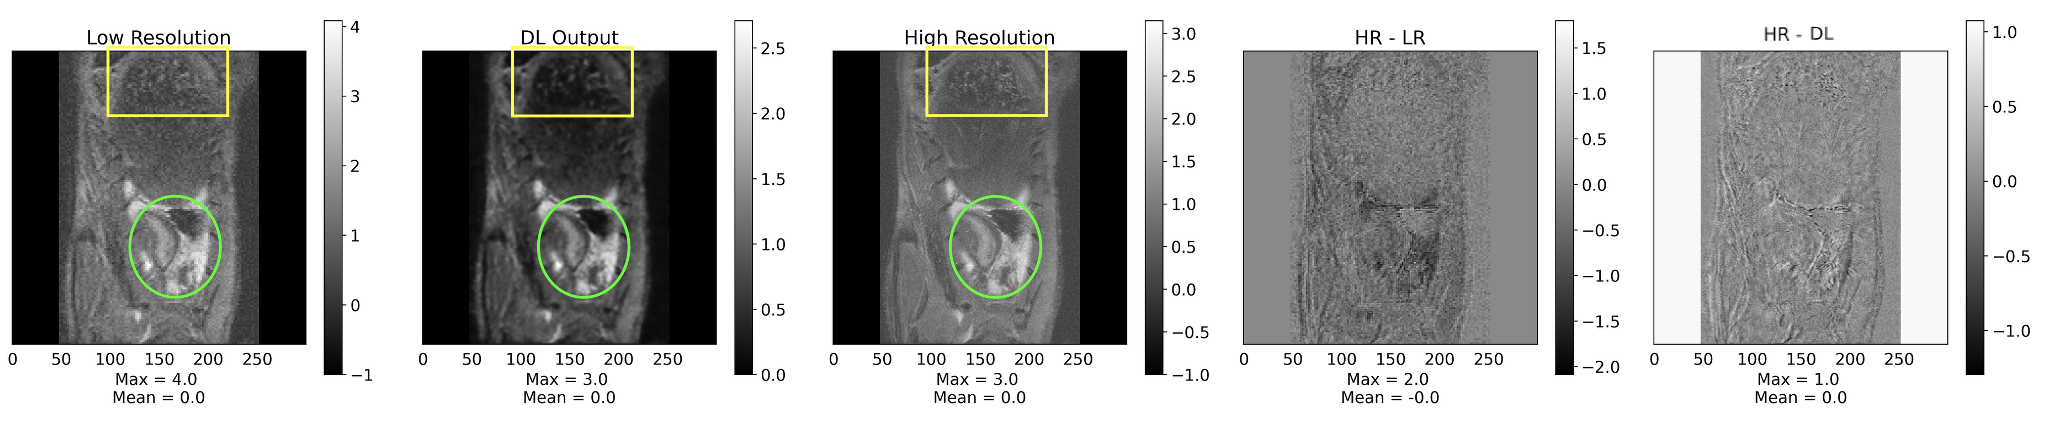 Low Resolution
4
3
2
1
0
−1
0 50 100 150 200 250
Max = 4.0
Mean = 0.0
DL Output
2.5
2.0
1.5
1.0
0.5
0.0
0 50 100 150 200 250
Max = 3.0
Mean = 0.0
High Resolution
3.0
2.5
2.0
1.5
1.0
0.5
0.0
−0.5
−1.0
0 50 100 150 200 250
Max = 3.0
Mean = 0.0
HR - LR
1.5
1.0
0.5
0.0
−0.5
−1.0
−1.5
−2.0
0 50 100 150 200 250
Max = 2.0
Mean = -0.0
HR - DL
1.0
0.5
0.0
−0.5
−1.0
0 50 100 150 200 250
Max = 1.0
Mean = 0.0